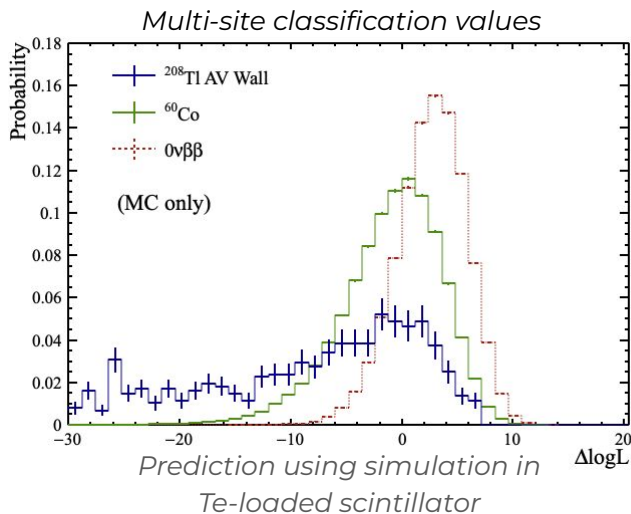 Multi-site classification values
Probability
0.18
0.16
0.14
0.12
0.1
0.08
0.06
0.04
0.02
0
²⁰⁸Tl AV Wall
⁶⁰Co
0νββ
(MC only)
−30 −20 −10 0 10 20
ΔlogL
Prediction using simulation in
Te-loaded scintillator